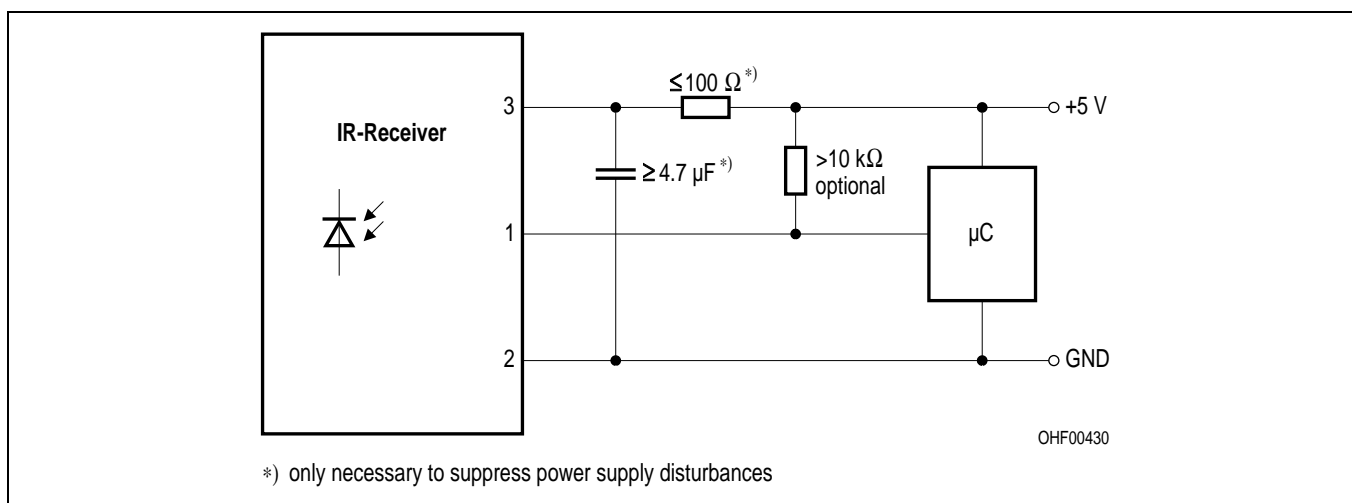 ≤100 Ω *)
3
+5 V
IR-Receiver
≥4.7 µF *)
>10 kΩ
optional
1
µC
2
GND
OHF00430
*) only necessary to suppress power supply disturbances